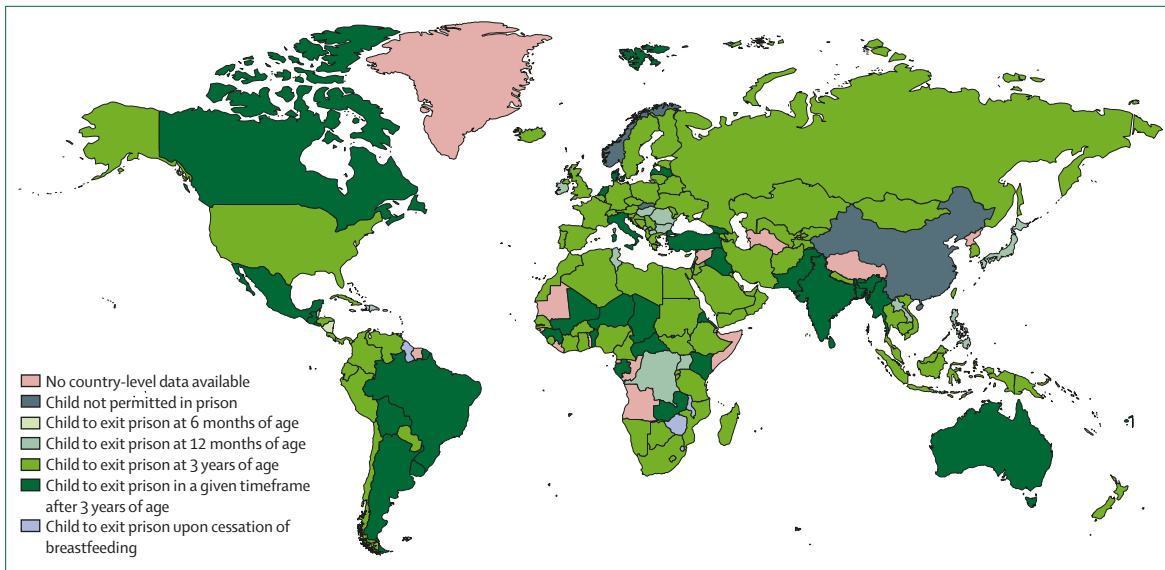 No country-level data available
Child not permitted in prison
Child to exit prison at 6 months of age
Child to exit prison at 12 months of age
Child to exit prison at 3 years of age
Child to exit prison in a given timeframe
after 3 years of age
Child to exit prison upon cessation of
breastfeeding